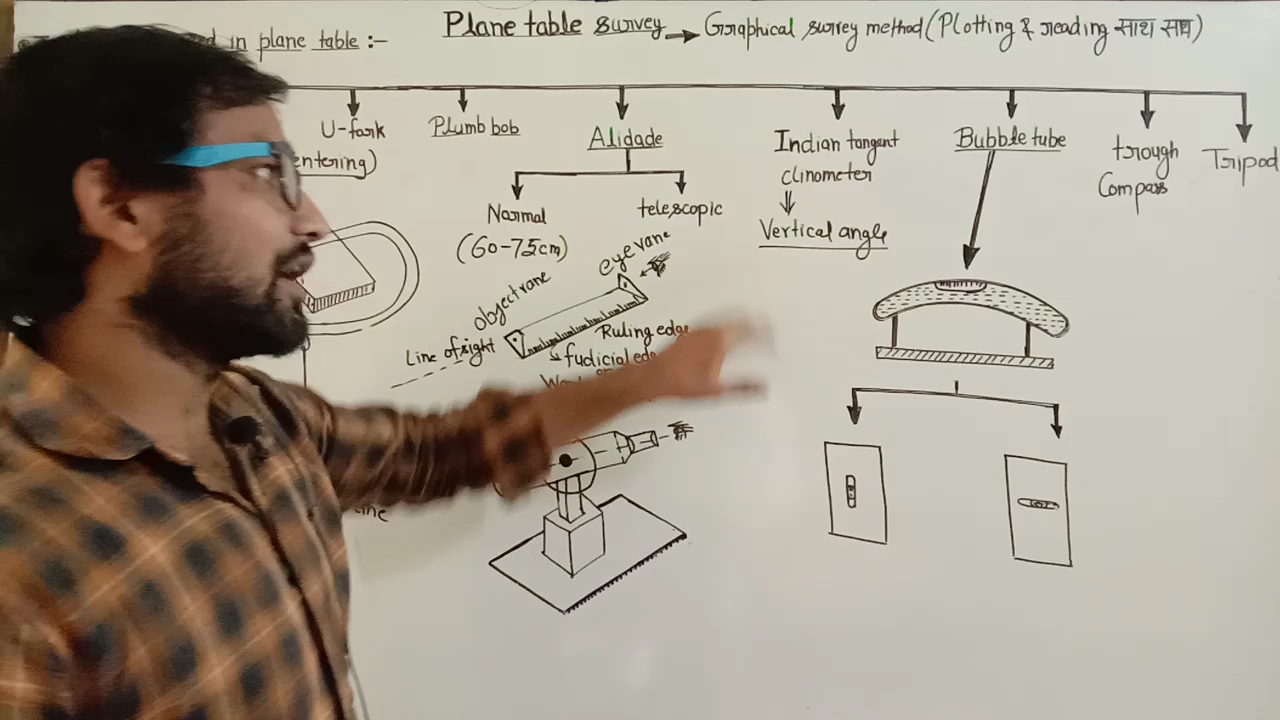 Plane table survey → Graphical survey method (Plotting & reading साथ साथ)
in plane table :-
U-fork
entering)
Plumb bob
Alidade
Normal
(60-75cm)
telescopic
Indian tangent
clinometer
Vertical angle
Bubble tube
trough
Compass
Tripod
eye vane
object vane
Line of sight
Ruling edge
fudicial edge